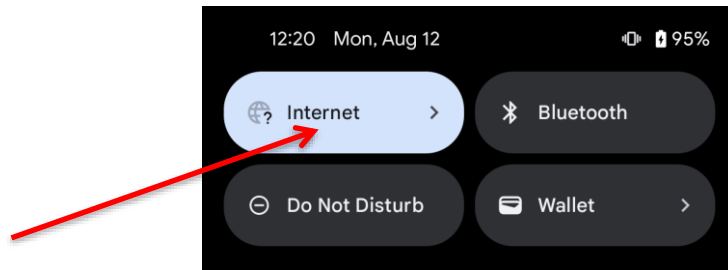 12:20 Mon, Aug 12 95%
Internet Bluetooth
Do Not Disturb Wallet